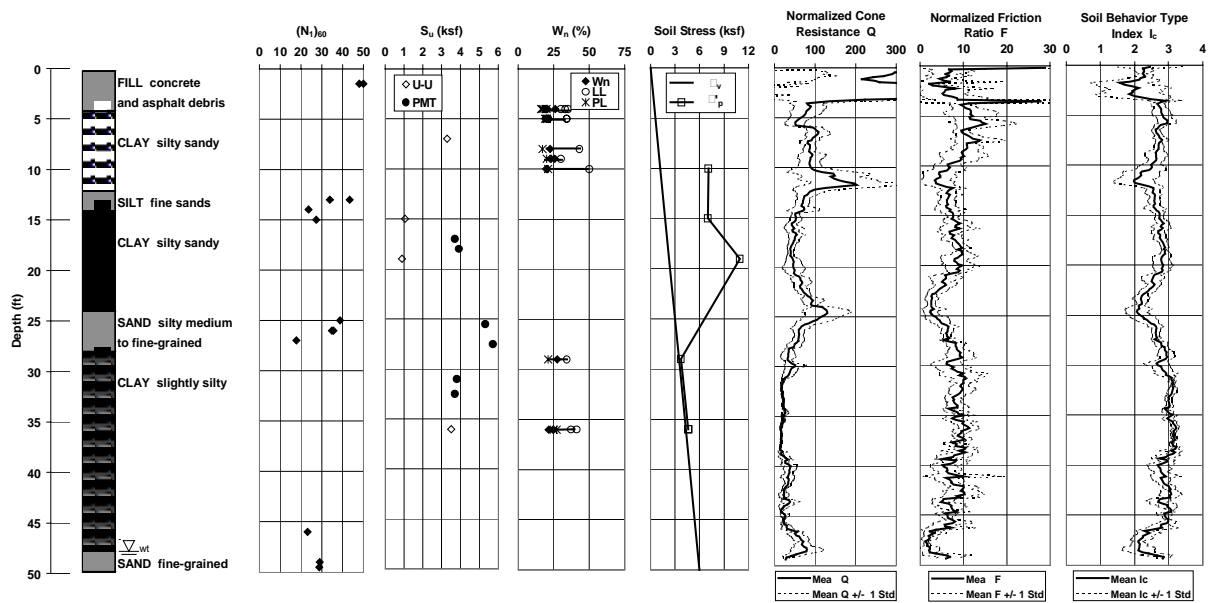 (N1)60
Su (ksf)
Wn (%)
Soil Stress (ksf)
Normalized Cone
Resistance Q
Normalized Friction
Ratio F
Soil Behavior Type
Index Ic
0 10 20 30 40 50
0 1 2 3 4 5 6
0 25 50 75
0 3 6 9 12
0 100 200 300
0 10 20 30
0 1 2 3 4
Depth (ft)
0
5
10
15
20
25
30
35
40
45
50
FILL concrete
and asphalt debris
CLAY silty sandy
SILT fine sands
CLAY silty sandy
SAND silty medium
to fine-grained
CLAY slightly silty
wt
SAND fine-grained
U-U
PMT
Wn
LL
PL
v
'p
Mea Q
Mean Q +/- 1 Std
Mea F
Mean F +/- 1 Std
Mean Ic
Mean Ic +/- 1 Std